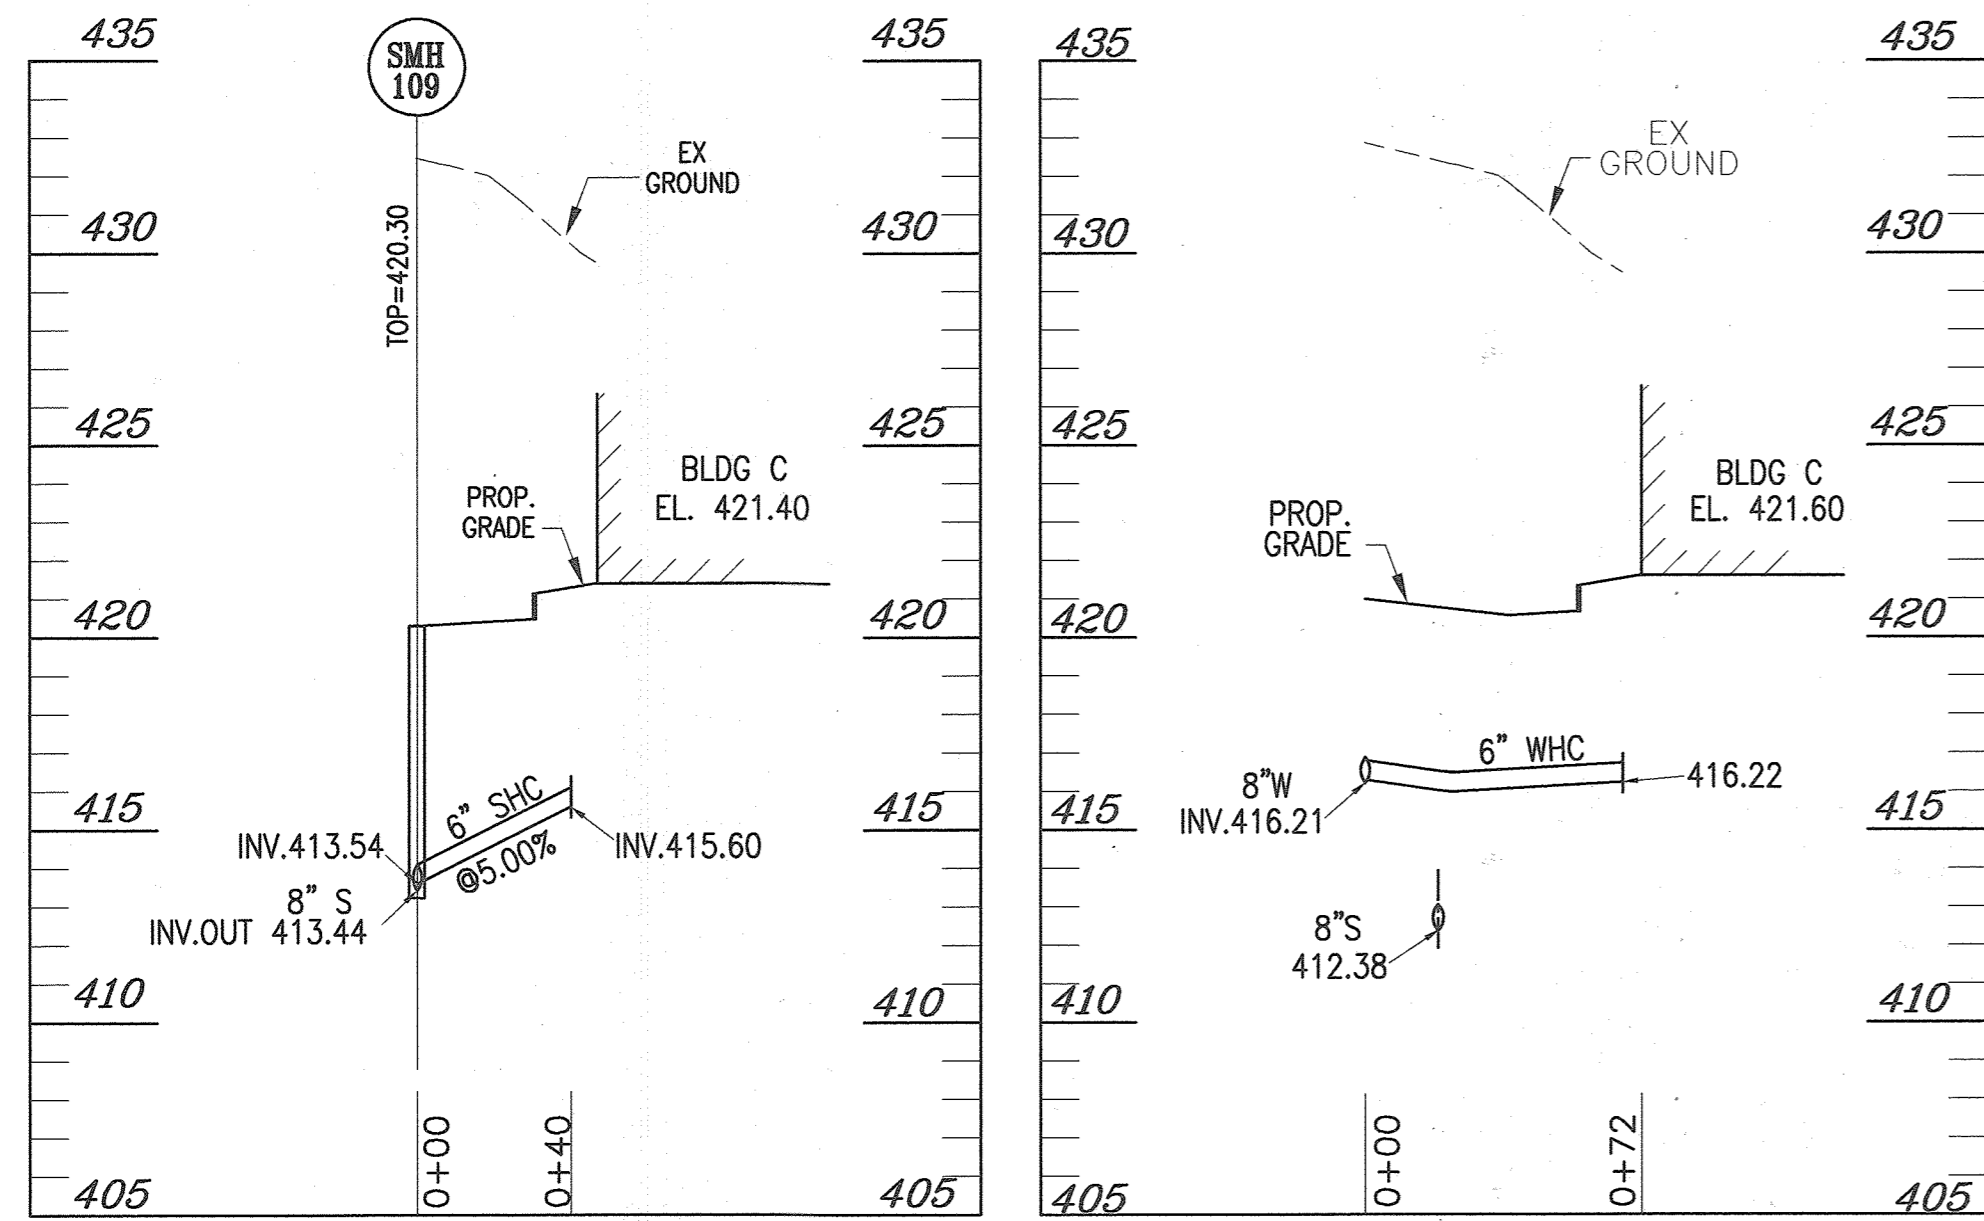 435
430
425
420
415
410
405
SMH
109
TOP=420.30
EX
GROUND
PROP.
GRADE
BLDG C
EL. 421.40
6" SHC
@5.00%
INV.413.54
8" S
INV.OUT 413.44
INV.415.60
0+00
0+40
435
430
425
420
415
410
405
435
430
425
420
415
410
405
EX
GROUND
PROP.
GRADE
BLDG C
EL. 421.60
6" WHC
8"W
INV.416.21
416.22
8"S
412.38
0+00
0+72
435
430
425
420
415
410
405